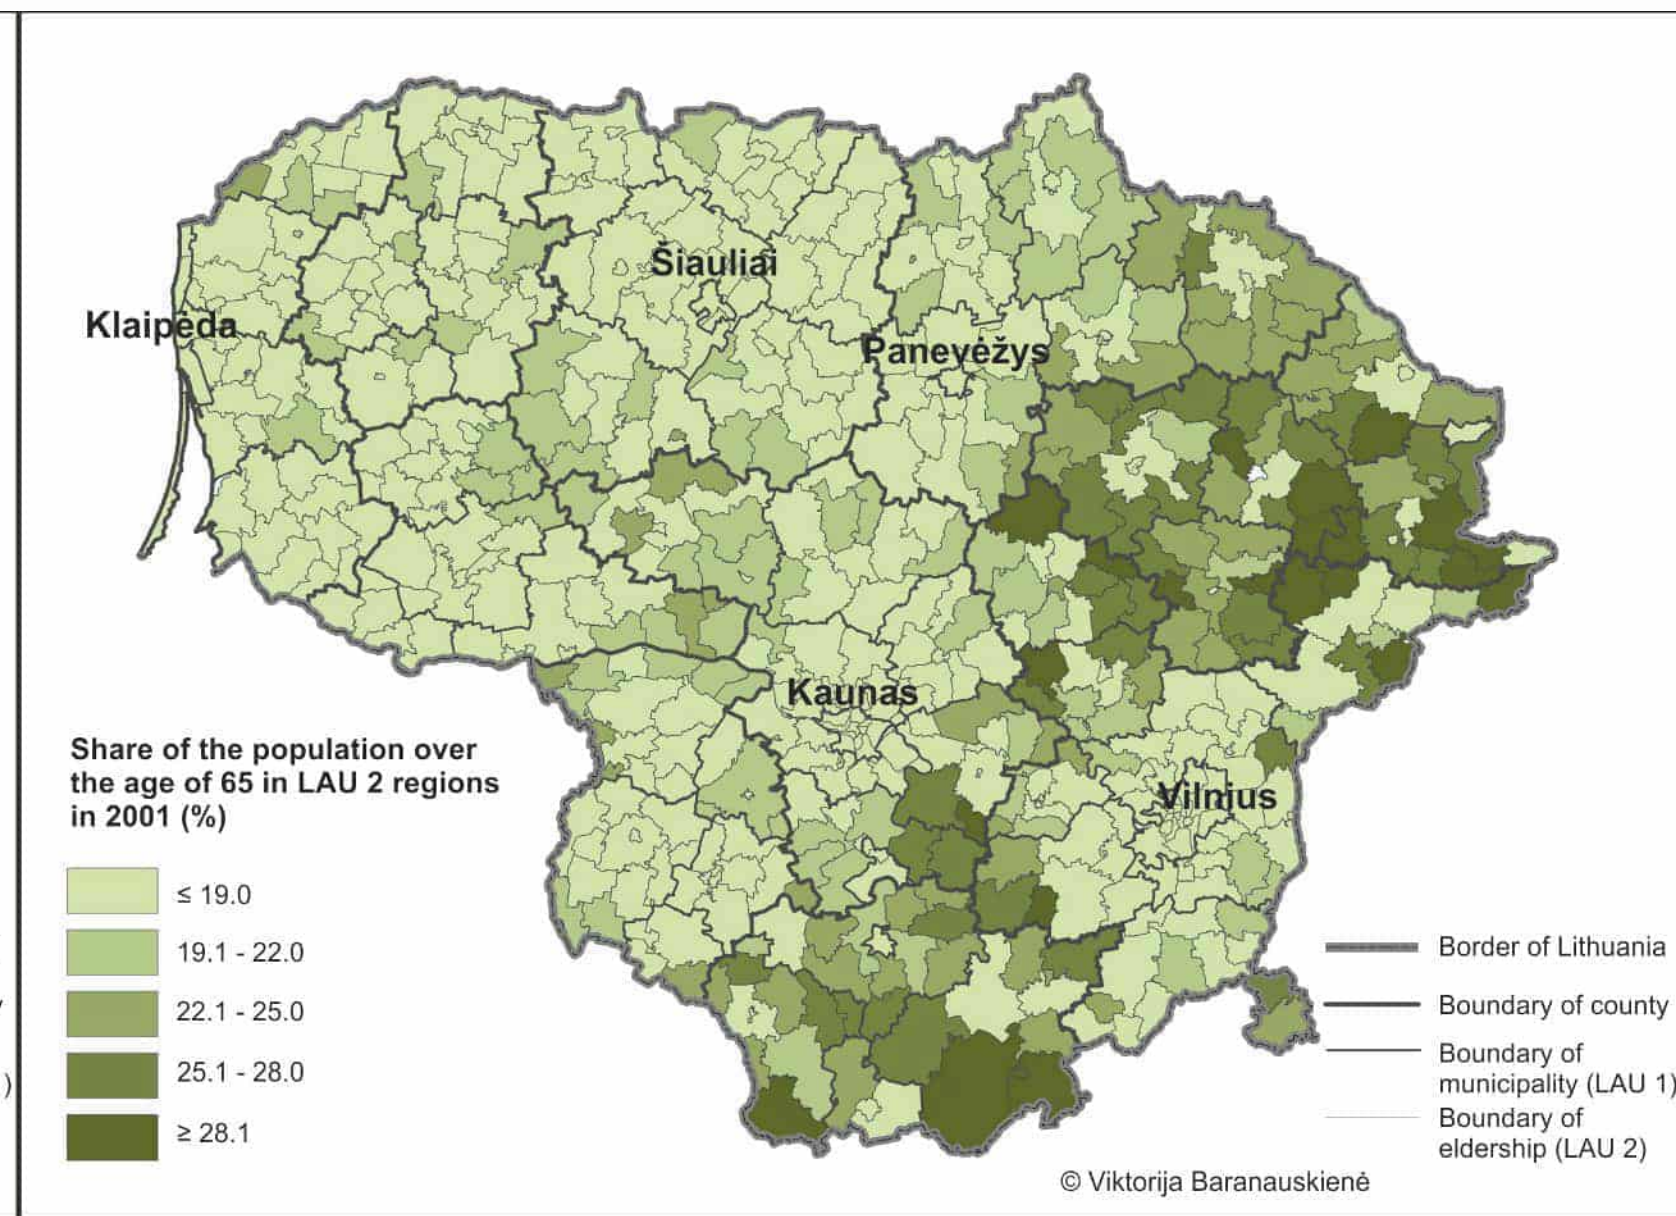 Šiauliai
Klaipėda
Panevėžys
Kaunas
Vilnius
Share of the population over
the age of 65 in LAU 2 regions
in 2001 (%)
≤ 19.0
19.1 - 22.0
22.1 - 25.0
25.1 - 28.0
≥ 28.1
Border of Lithuania
Boundary of county
Boundary of
municipality (LAU 1)
Boundary of
eldership (LAU 2)
© Viktorija Baranauskienė
)